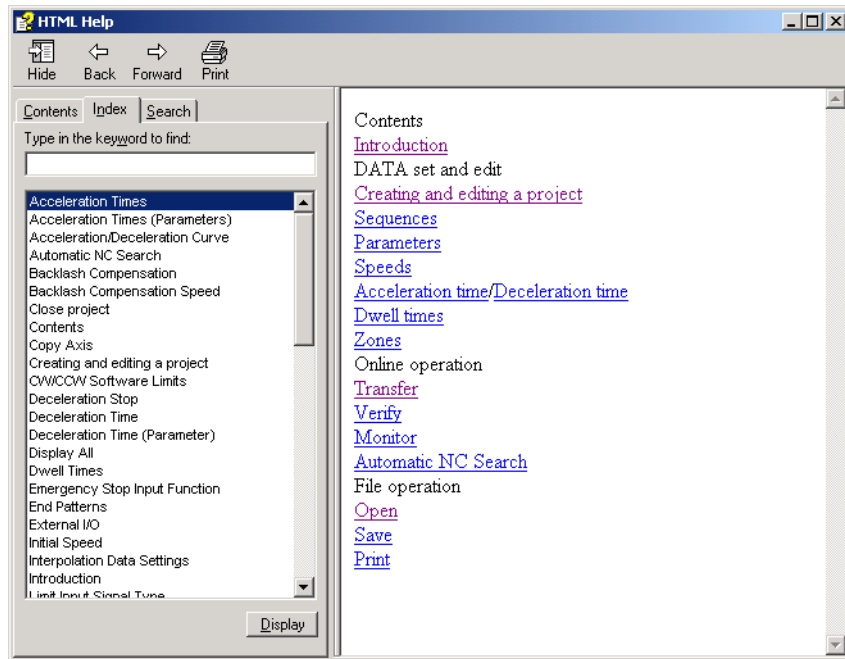 HTML Help
Hide Back Forward Print
Contents Index Search
Type in the keyword to find:
Acceleration Times
Acceleration Times (Parameters)
Acceleration/Deceleration Curve
Automatic NC Search
Backlash Compensation
Backlash Compensation Speed
Close project
Contents
Copy Axis
Creating and editing a project
CW/CCW Software Limits
Deceleration Stop
Deceleration Time
Deceleration Time (Parameter)
Display All
Dwell Times
Emergency Stop Input Function
End Patterns
External I/O
Initial Speed
Interpolation Data Settings
Introduction
Limit Input Signal Type
Display
Contents
Introduction
DATA set and edit
Creating and editing a project
Sequences
Parameters
Speeds
Acceleration time/Deceleration time
Dwell times
Zones
Online operation
Transfer
Verify
Monitor
Automatic NC Search
File operation
Open
Save
Print